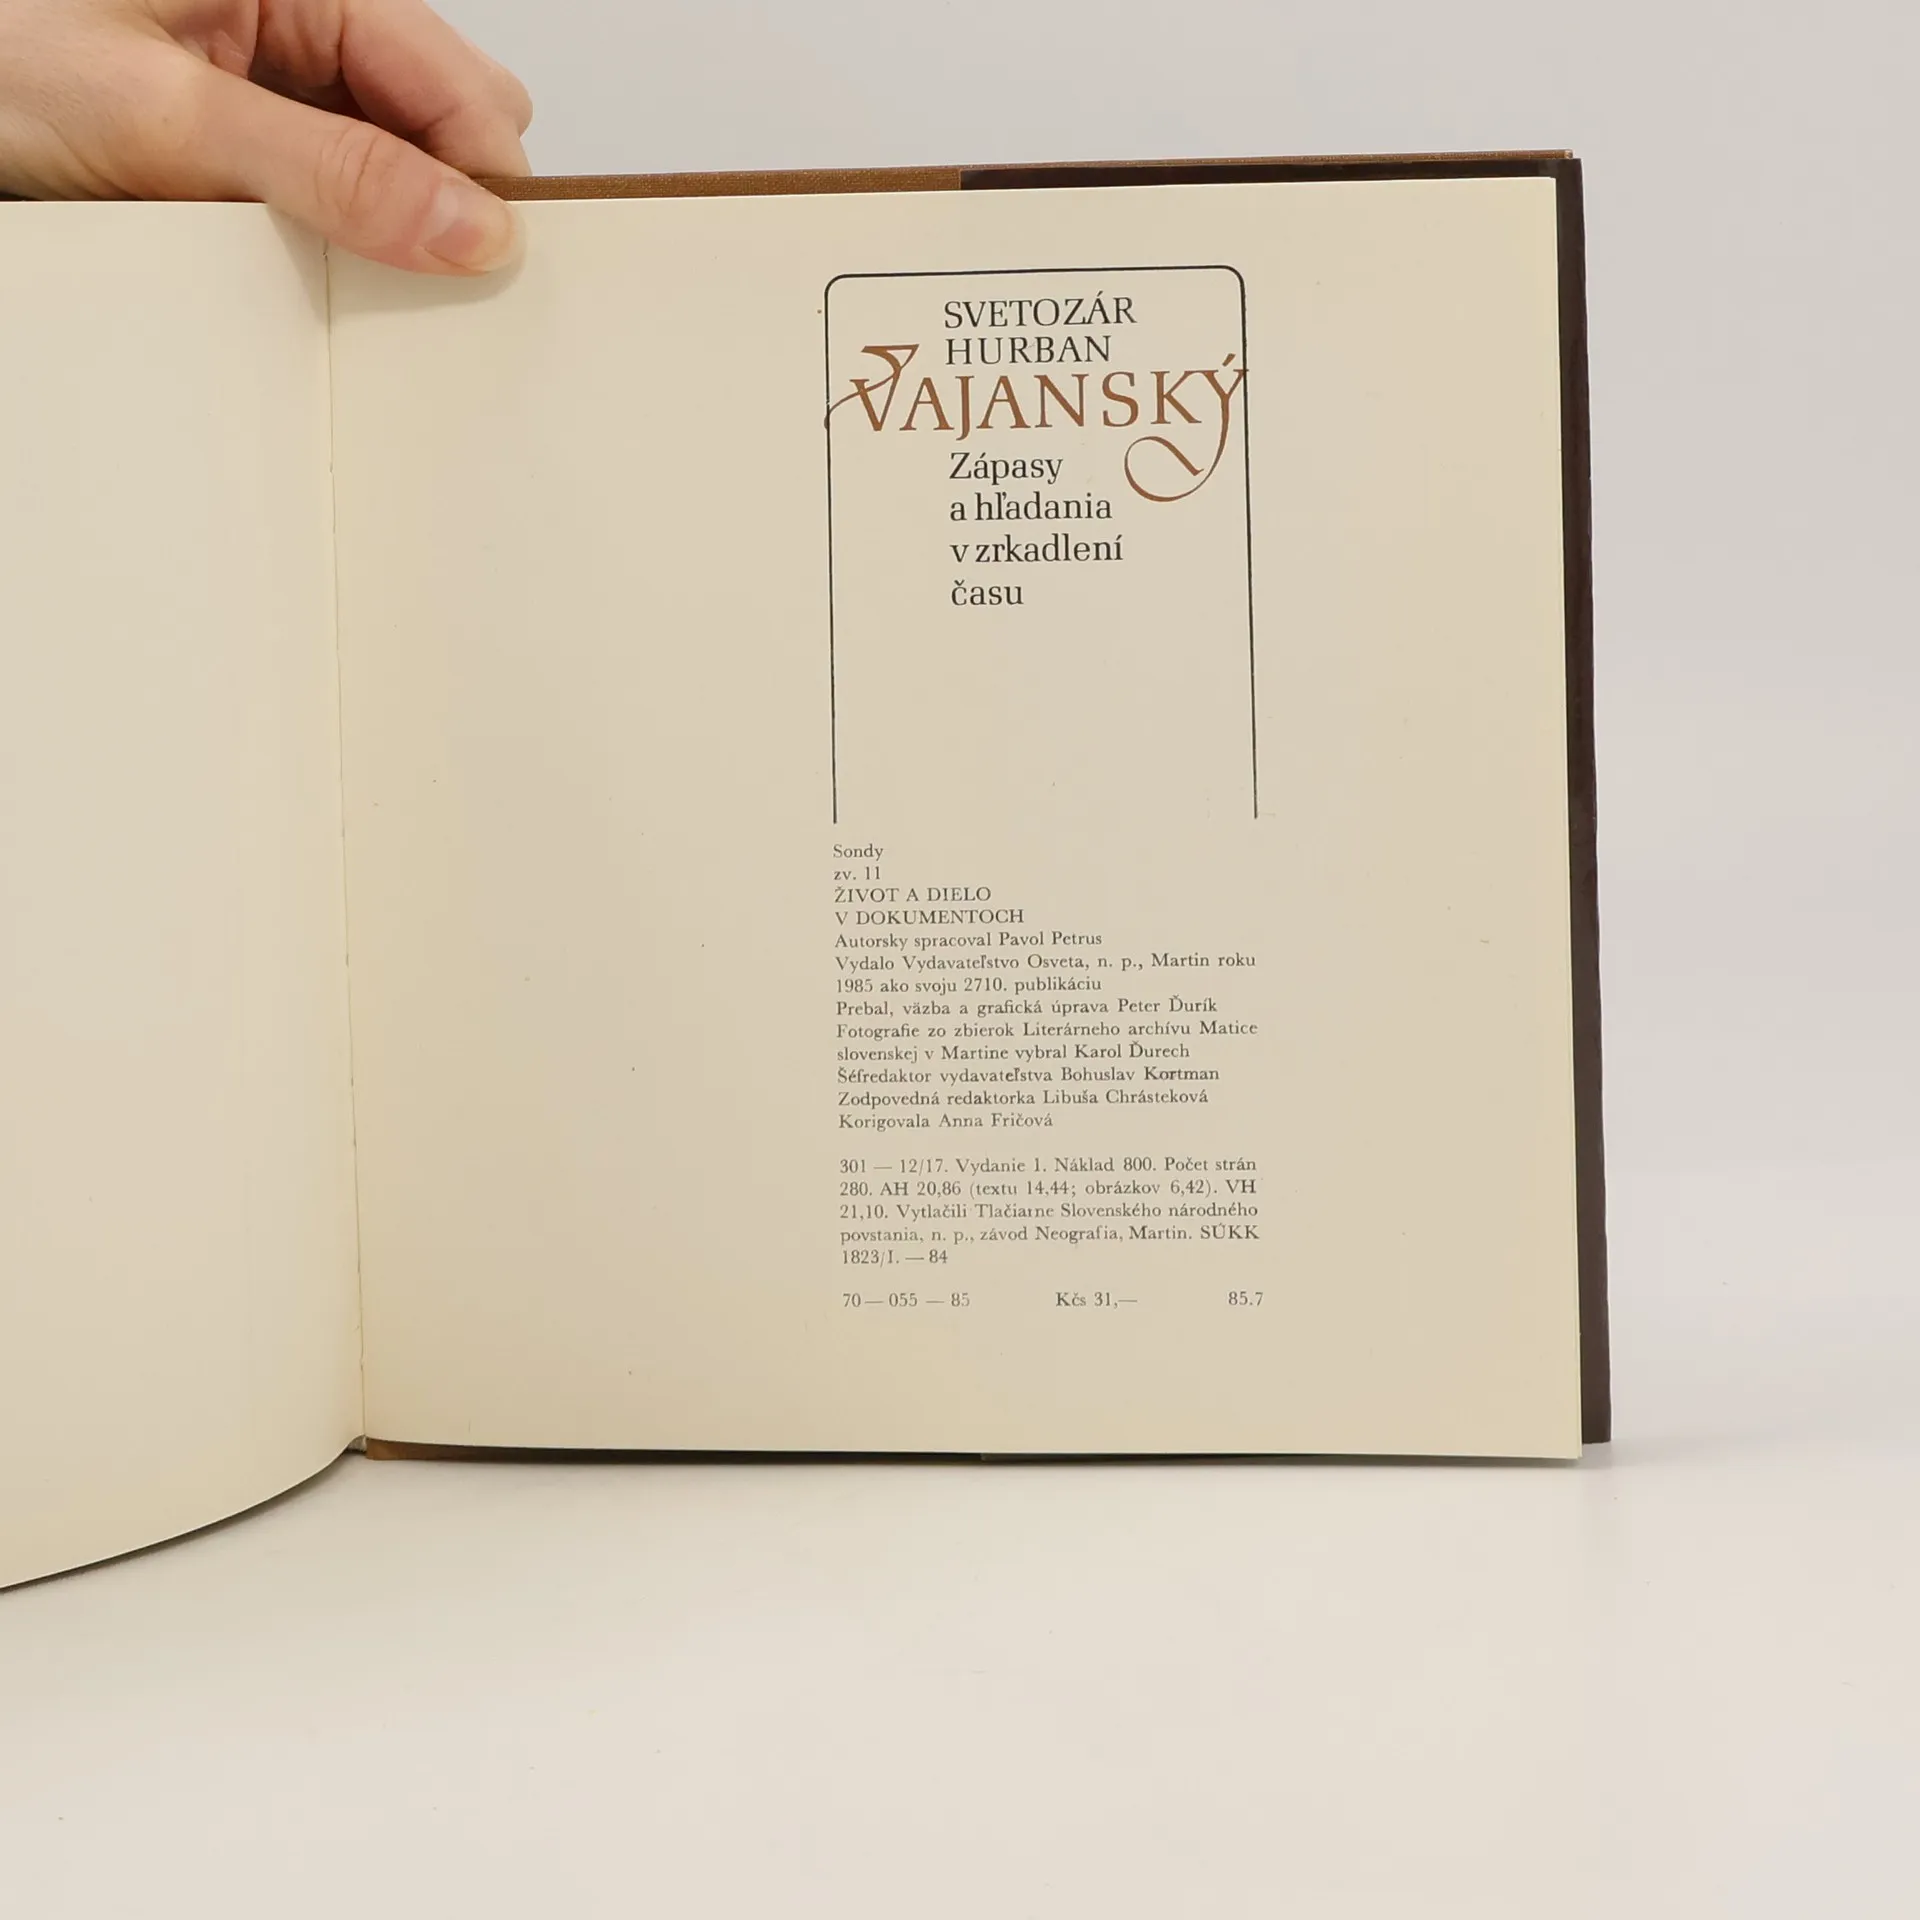 SVETOZÁR
HURBAN
VAJANSKÝ
Zápasy
a hľadania
v zrkadlení
času
Sondy
zv. 11
ŽIVOT A DIELO
V DOKUMENTOCH
Autorsky spracoval Pavol Petrus
Vydalo Vydavateľstvo Osveta, n. p., Martin roku
1985 ako svoju 2710. publikáciu
Prebal, väzba a grafická úprava Peter Ďurík
Fotografie zo zbierok Literárneho archívu Matice
slovenskej v Martine vybral Karol Ďurech
Šéfredaktor vydavateľstva Bohuslav Kortman
Zodpovedná redaktorka Libuša Chrásteková
Korigovala Anna Fričová
301 — 12/17. Vydanie 1. Náklad 800. Počet strán
280. AH 20,86 (textu 14,44; obrázkov 6,42). VH
21,10. Vytlačili Tlačiarne Slovenského národného
povstania, n. p., závod Neografia, Martin. SÚKK
1823/I. — 84
70 — 055 — 85 Kčs 31,— 85.7